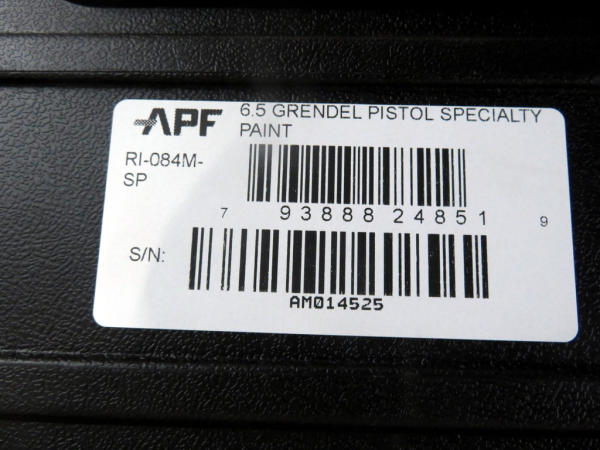 APF
6.5 GRENDEL PISTOL SPECIALTY
PAINT
RI-084M-
SP
7 93888 24851 9
S/N:
AM014525